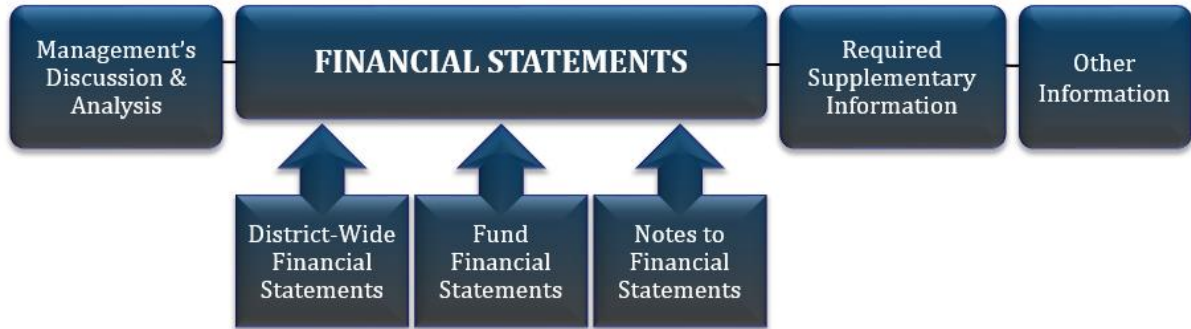 Management’s
Discussion &
Analysis
FINANCIAL STATEMENTS
Required
Supplementary
Information
Other
Information
District-Wide
Financial
Statements
Fund
Financial
Statements
Notes to
Financial
Statements